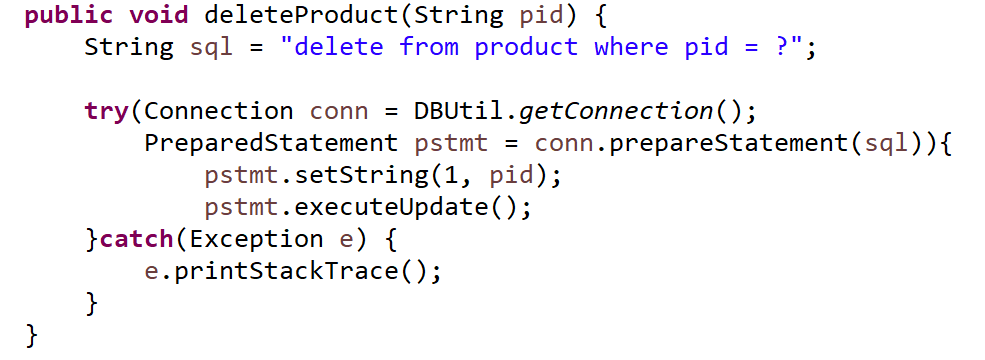 public void deleteProduct(String pid) {
    String sql = "delete from product where pid = ?";

    try(Connection conn = DBUtil.getConnection();
        PreparedStatement pstmt = conn.prepareStatement(sql)){
            pstmt.setString(1, pid);
            pstmt.executeUpdate();
    }catch(Exception e) {
        e.printStackTrace();
    }
}